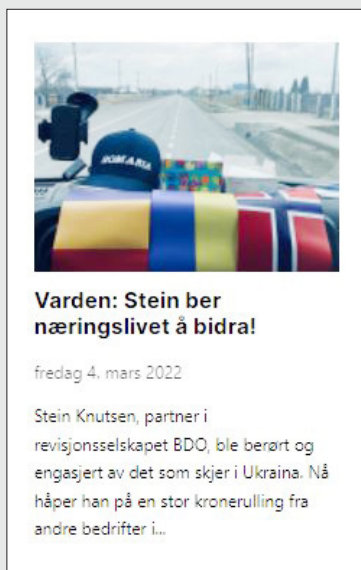 ROMANIA
Varden: Stein ber
næringslivet å bidra!
fredag 4. mars 2022
Stein Knutsen, partner i
revisjonsselskapet BDO, ble berørt og
engasjert av det som skjer i Ukraina. Nå
håper han på en stor kronerulling fra
andre bedrifter i...